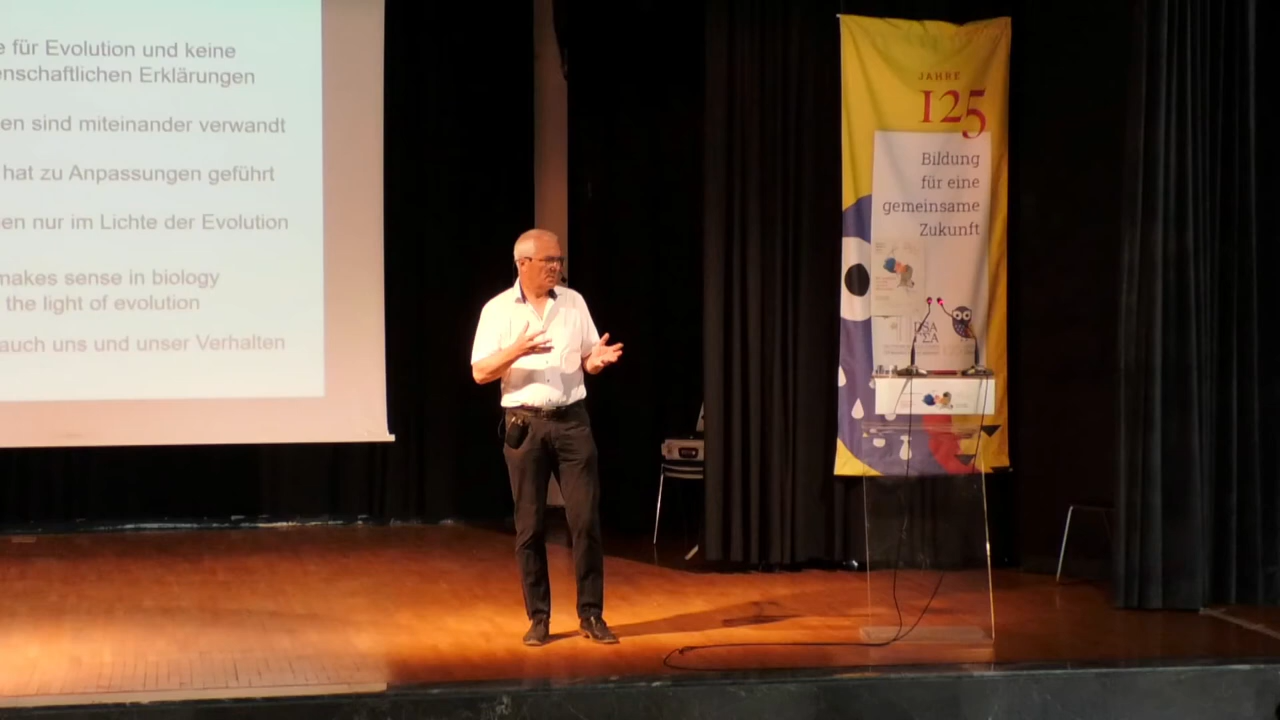 für Evolution und keine
enschaftlichen Erklärungen
en sind miteinander verwandt
hat zu Anpassungen geführt
en nur im Lichte der Evolution
makes sense in biology
the light of evolution
auch uns und unser Verhalten
JAHRE
125
Bildung
für eine
gemeinsame
Zukunft